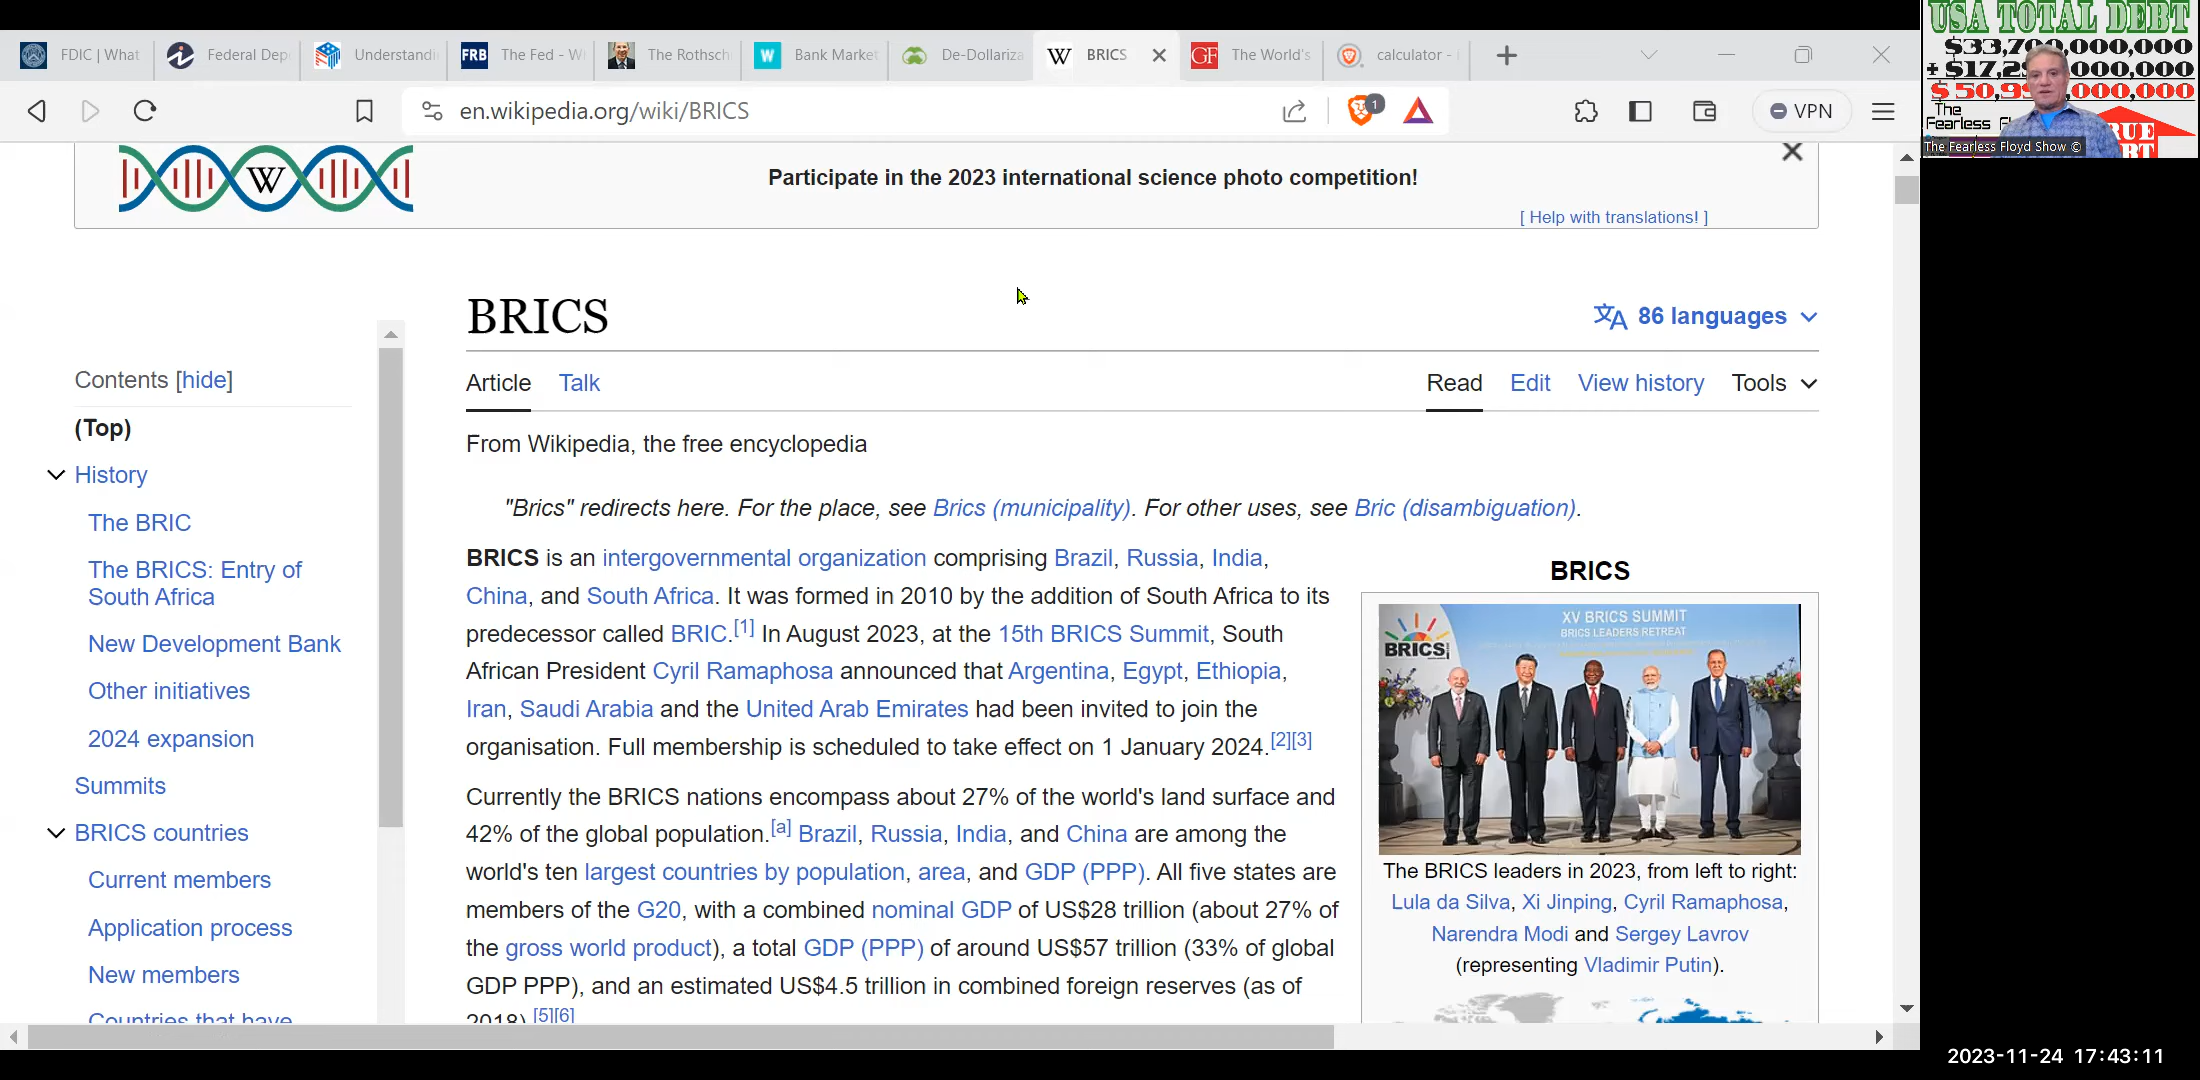 FDIC | What
Federal Dep
Understandi
FRB The Fed - W
The Rothsch
W Bank Market
De-Dollariza
W BRICS
GF The World's
calculator -
en.wikipedia.org/wiki/BRICS
1
VPN
USA TOTAL DEBT
The
Fearless
The Fearless Floyd Show ©
W
Participate in the 2023 international science photo competition!
[ Help with translations! ]
BRICS
86 languages
Contents [hide]
(Top)
History
The BRIC
The BRICS: Entry of
South Africa
New Development Bank
Other initiatives
2024 expansion
Summits
BRICS countries
Current members
Application process
New members
Countries that have
Article Talk
Read Edit View history Tools
From Wikipedia, the free encyclopedia
"Brics" redirects here. For the place, see Brics (municipality). For other uses, see Bric (disambiguation).
BRICS is an intergovernmental organization comprising Brazil, Russia, India,
China, and South Africa. It was formed in 2010 by the addition of South Africa to its
predecessor called BRIC.[1] In August 2023, at the 15th BRICS Summit, South
African President Cyril Ramaphosa announced that Argentina, Egypt, Ethiopia,
Iran, Saudi Arabia and the United Arab Emirates had been invited to join the
organisation. Full membership is scheduled to take effect on 1 January 2024.[2][3]
Currently the BRICS nations encompass about 27% of the world's land surface and
42% of the global population.[a] Brazil, Russia, India, and China are among the
world's ten largest countries by population, area, and GDP (PPP). All five states are
members of the G20, with a combined nominal GDP of US$28 trillion (about 27% of
the gross world product), a total GDP (PPP) of around US$57 trillion (33% of global
GDP PPP), and an estimated US$4.5 trillion in combined foreign reserves (as of
2018).[5][6]
BRICS
XV BRICS SUMMIT
BRICS LEADERS RETREAT
BRICS
The BRICS leaders in 2023, from left to right:
Lula da Silva, Xi Jinping, Cyril Ramaphosa,
Narendra Modi and Sergey Lavrov
(representing Vladimir Putin).
2023-11-24 17:43:11